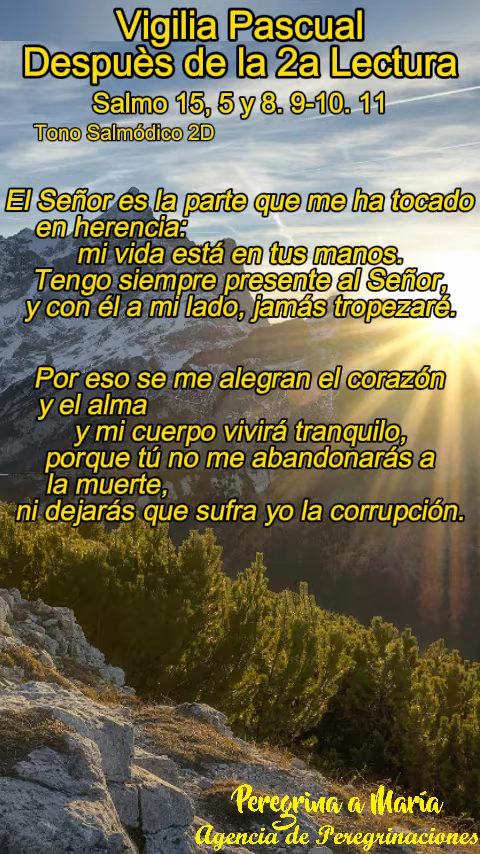 Vigilia Pascual
Despuès de la 2a Lectura
Salmo 15, 5 y 8. 9-10. 11
Tono Salmódico 2D
El Señor es la parte que me ha tocado
en herencia:
mi vida está en tus manos.
Tengo siempre presente al Señor,
y con él a mi lado, jamás tropezaré.
Por eso se me alegran el corazón
y el alma
y mi cuerpo vivirá tranquilo,
porque tú no me abandonarás a
la muerte,
ni dejarás que sufra yo la corrupción.
Peregrina a María
Agencia de Peregrinaciones